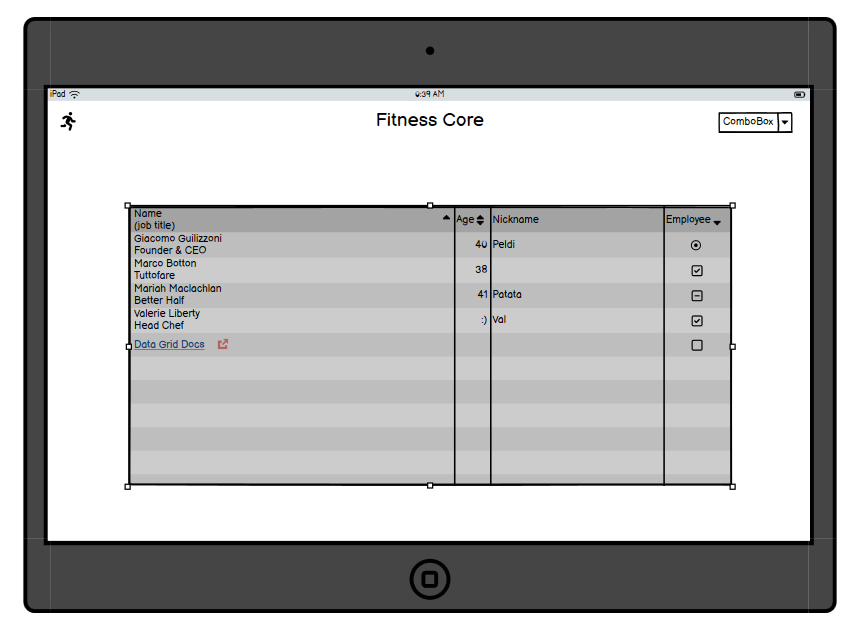 iPad
9:39 AM
Fitness Core
ComboBox
Name
(job title)
Age
Nickname
Employee
Giacomo Guilizzoni
Founder & CEO
40
Peldi
Marco Botton
Tuttofare
38
Mariah Maclachlan
Better Half
41
Patata
Valerie Liberty
Head Chef
:)
Val
Data Grid Docs